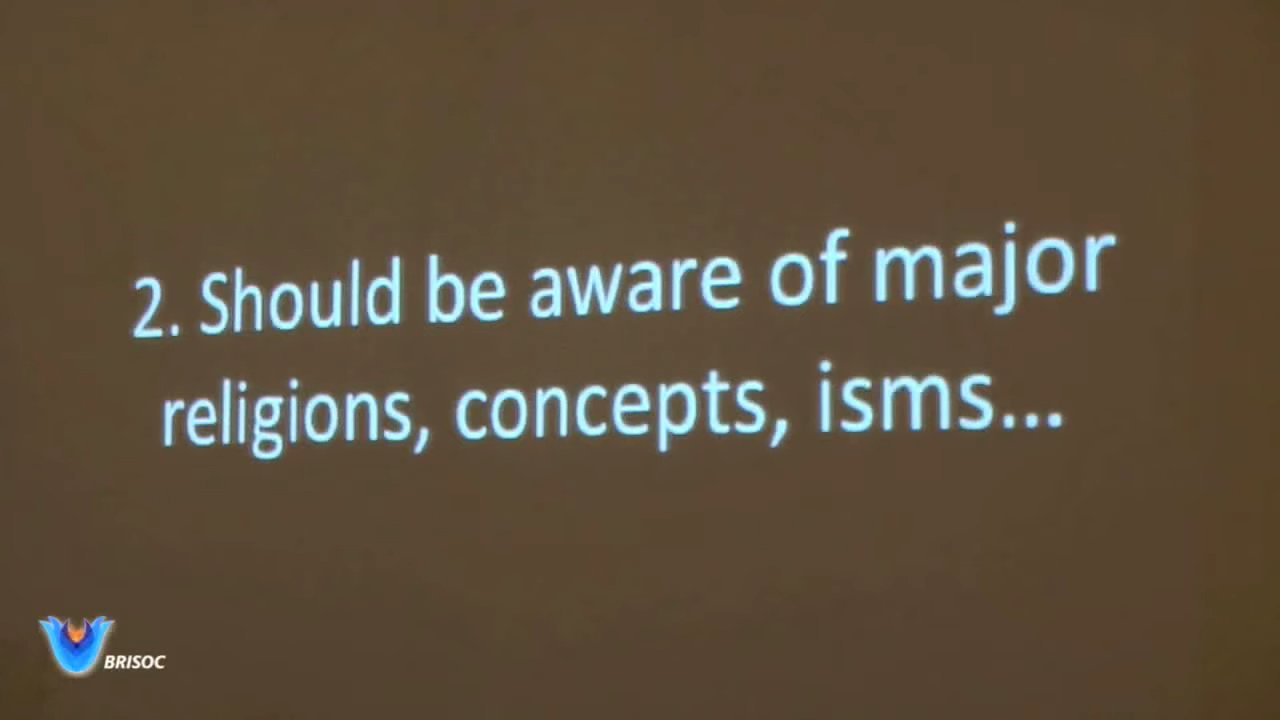 2. Should be aware of major
religions, concepts, isms...
BRISOC